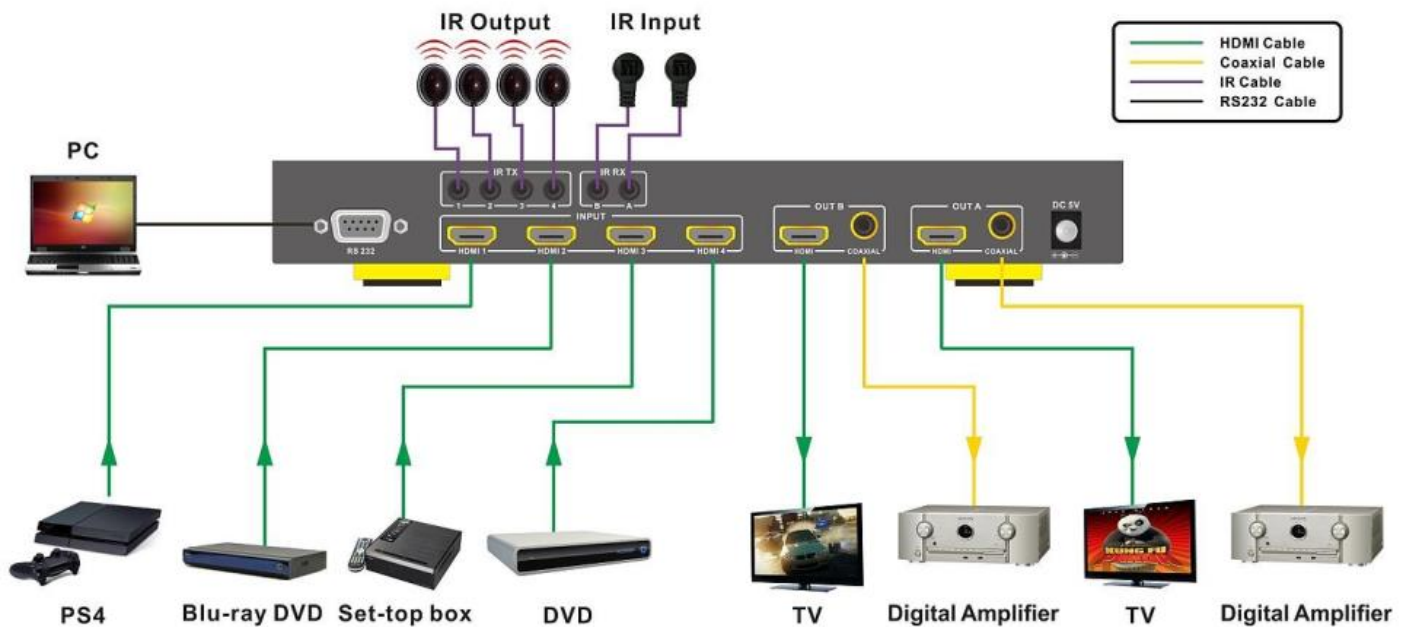 IR Output
IR Input
HDMI Cable
Coaxial Cable
IR Cable
RS232 Cable
PC
IR TX
IR RX
1 2 3 4
B A
RS 232
INPUT
HDMI 1
HDMI 2
HDMI 3
HDMI 4
OUT B
HDMI
COAXIAL
OUT A
HDMI
COAXIAL
DC 5V
KUNG FU
PS4
Blu-ray DVD
Set-top box
DVD
TV
Digital Amplifier
TV
Digital Amplifier